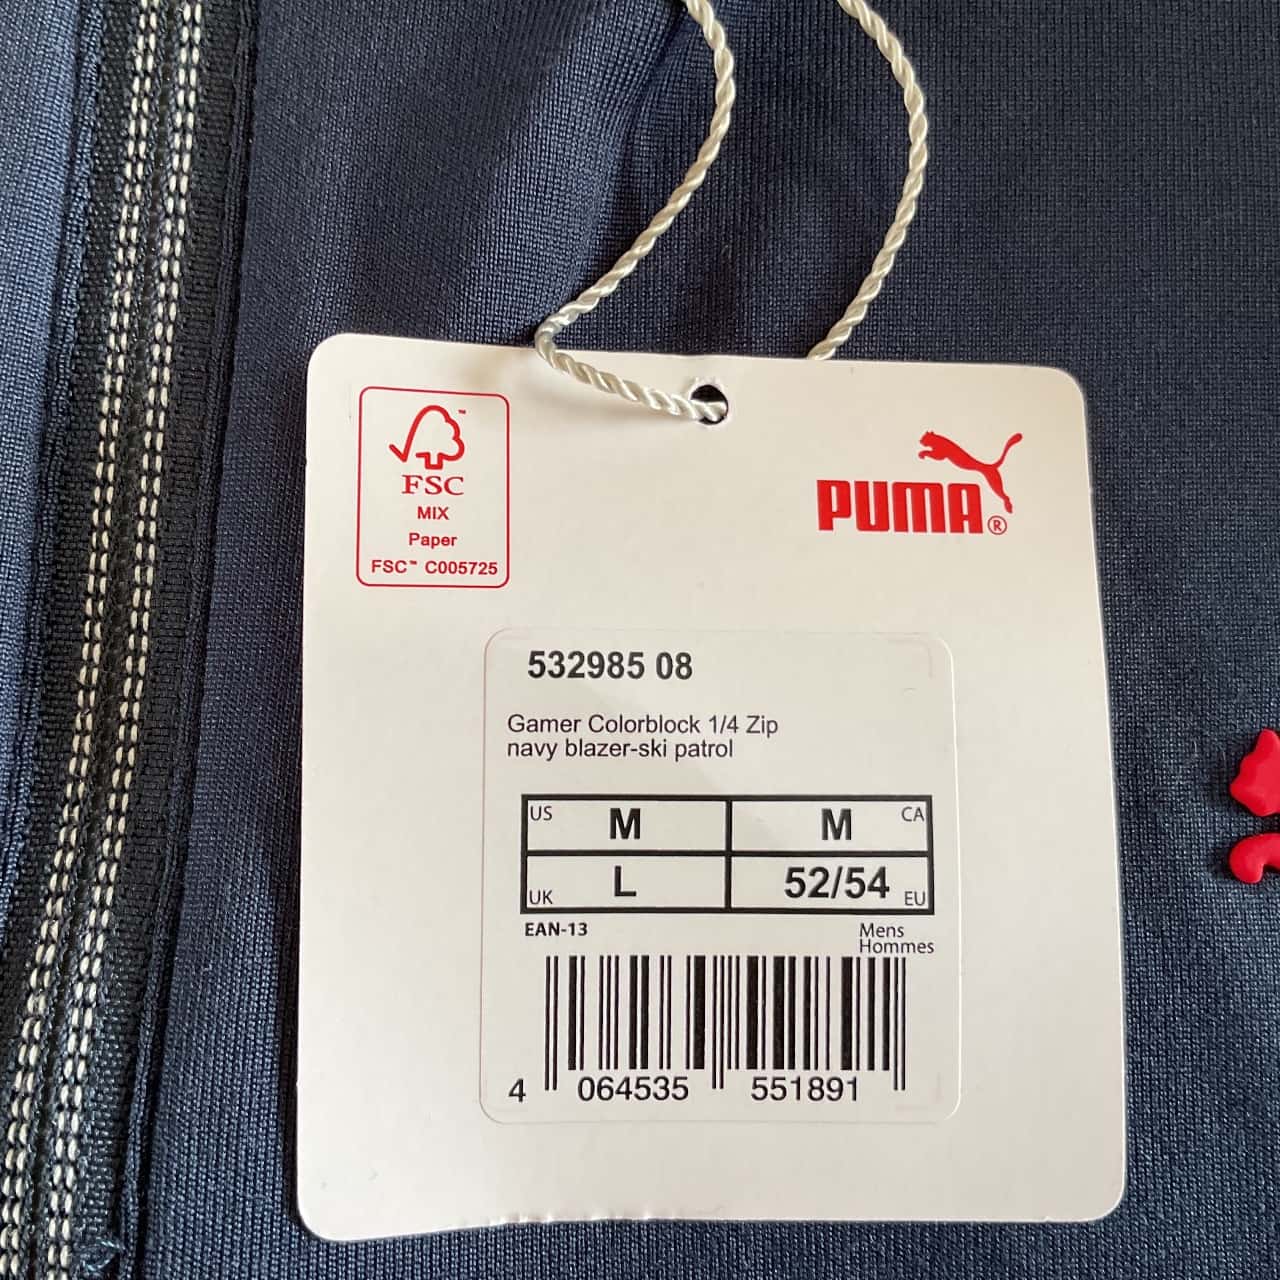 FSC
MIX
Paper
FSC™ C005725
PUMA®
532985 08
Gamer Colorblock 1/4 Zip
navy blazer-ski patrol
US M M CA
UK L 52/54 EU
EAN-13
Mens
Hommes
4 064535 551891